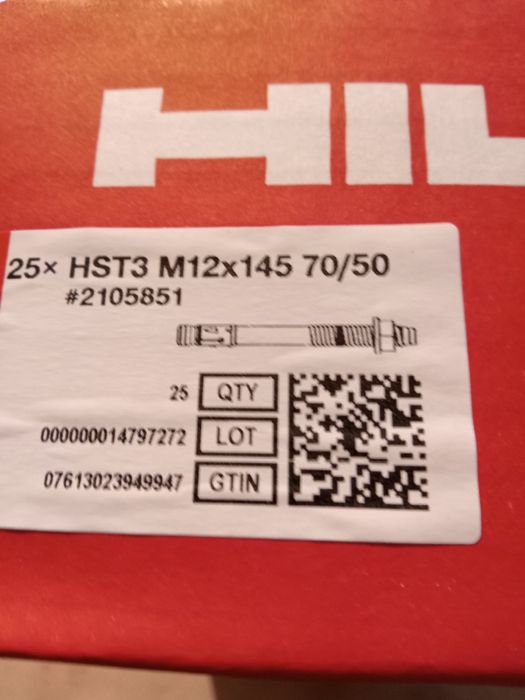 HIL
25× HST3 M12x145 70/50
#2105851
25 QTY
000000014797272 LOT
07613023949947 GTIN